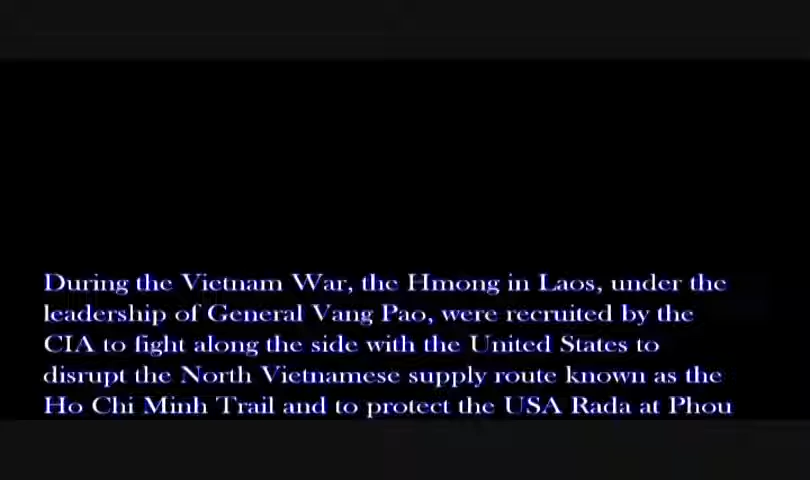 During the Vietnam War, the Hmong in Laos, under the
leadership of General Vang Pao, were recruited by the
CIA to fight along the side with the United States to
disrupt the North Vietnamese supply route known as the
Ho Chi Minh Trail and to protect the USA Rada at Phou